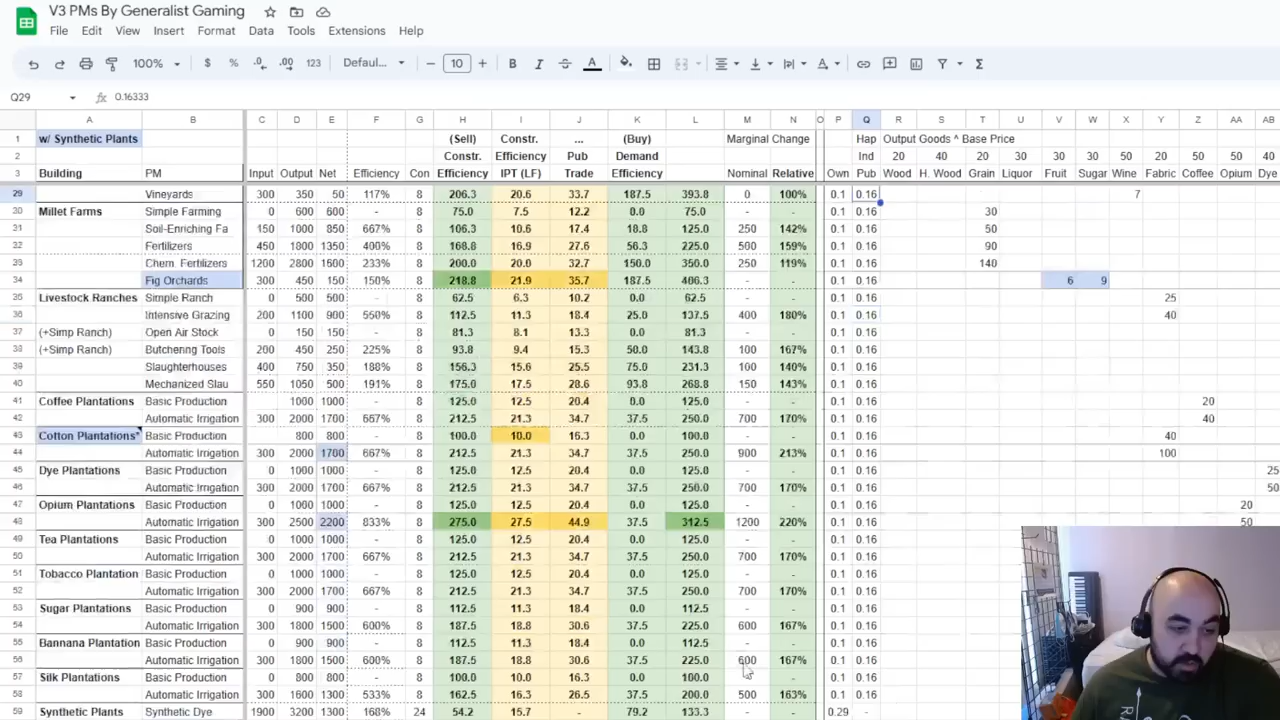 V3 PMs By Generalist Gaming
File Edit View Insert Format Data Tools Extensions Help
100% $ % .0 .00 123 Defaul... − 10 + B I A Σ
Q29 fx 0.16333
A B C D E F G H I J K L M N O P Q R S T U V W X Y Z AA AB
1 w/ Synthetic Plants (Sell) Constr. ... (Buy) Marginal Change Hap Output Goods ^ Base Price
2 Constr. Efficiency Pub Demand Ind 20 40 20 30 30 30 50 20 50 50 40
3 Building PM Input Output Net Efficiency Con Efficiency IPT (LF) Trade Efficiency Nominal Relative Own Pub Wood H. Wood Grain Liquor Fruit Sugar Wine Fabric Coffee Opium Dye
29 Vineyards 300 350 50 117% 8 206.3 20.6 33.7 187.5 393.8 0 100% 0.1 0.16 7
30 Millet Farms Simple Farming 0 600 600 - 8 75.0 7.5 12.2 0.0 75.0 - - 0.1 0.16 30
31 Soil-Enriching Fa 150 1000 850 667% 8 106.3 10.6 17.4 18.8 125.0 250 142% 0.1 0.16 50
32 Fertilizers 450 1800 1350 400% 8 168.8 16.9 27.6 56.3 225.0 500 159% 0.1 0.16 90
33 Chem. Fertilizers 1200 2800 1600 233% 8 200.0 20.0 32.7 150.0 350.0 250 119% 0.1 0.16 140
34 Fig Orchards 300 450 150 150% 8 218.8 21.9 35.7 187.5 406.3 - - 0.1 0.16 6 9
35 Livestock Ranches Simple Ranch 0 500 500 - 8 62.5 6.3 10.2 0.0 62.5 - - 0.1 0.16 25
36 Intensive Grazing 200 1100 900 550% 8 112.5 11.3 18.4 25.0 137.5 400 180% 0.1 0.16 40
37 (+Simp Ranch) Open Air Stock 0 150 150 - 8 81.3 8.1 13.3 0.0 81.3 - - 0.1 0.16
38 (+Simp Ranch) Butchering Tools 200 450 250 225% 8 93.8 9.4 15.3 50.0 143.8 100 167% 0.1 0.16
39 Slaughterhouses 400 750 350 188% 8 156.3 15.6 25.5 75.0 231.3 100 140% 0.1 0.16
40 Mechanized Slau 550 1050 500 191% 8 175.0 17.5 28.6 93.8 268.8 150 143% 0.1 0.16
41 Coffee Plantations Basic Production 1000 1000 - 8 125.0 12.5 20.4 0.0 125.0 - - 0.1 0.16 20
42 Automatic Irrigation 300 2000 1700 667% 8 212.5 21.3 34.7 37.5 250.0 700 170% 0.1 0.16 40
43 Cotton Plantations* Basic Production 800 800 - 8 100.0 10.0 16.3 0.0 100.0 - - 0.1 0.16 40
44 Automatic Irrigation 300 2000 1700 667% 8 212.5 21.3 34.7 37.5 250.0 900 213% 0.1 0.16 100
45 Dye Plantations Basic Production 0 1000 1000 - 8 125.0 12.5 20.4 0.0 125.0 - - 0.1 0.16 25
46 Automatic Irrigation 300 2000 1700 667% 8 212.5 21.3 34.7 37.5 250.0 700 170% 0.1 0.16 50
47 Opium Plantations Basic Production 0 1000 1000 - 8 125.0 12.5 20.4 0.0 125.0 - - 0.1 0.16 20
48 Automatic Irrigation 300 2500 2200 833% 8 275.0 27.5 44.9 37.5 312.5 1200 220% 0.1 0.16 50
49 Tea Plantations Basic Production 0 1000 1000 - 8 125.0 12.5 20.4 0.0 125.0 - - 0.1 0.16
50 Automatic Irrigation 300 2000 1700 667% 8 212.5 21.3 34.7 37.5 250.0 700 170% 0.1 0.16
51 Tobacco Plantation Basic Production 0 1000 1000 - 8 125.0 12.5 20.4 0.0 125.0 - - 0.1 0.16
52 Automatic Irrigation 300 2000 1700 667% 8 212.5 21.3 34.7 37.5 250.0 700 170% 0.1 0.16
53 Sugar Plantations Basic Production 0 900 900 - 8 112.5 11.3 18.4 0.0 112.5 - - 0.1 0.16
54 Automatic Irrigation 300 1800 1500 600% 8 187.5 18.8 30.6 37.5 225.0 600 167% 0.1 0.16
55 Bannana Plantation Basic Production 0 900 900 - 8 112.5 11.3 18.4 0.0 112.5 - - 0.1 0.16
56 Automatic Irrigation 300 1800 1500 600% 8 187.5 18.8 30.6 37.5 225.0 600 167% 0.1 0.16
57 Silk Plantations Basic Production 0 800 800 - 8 100.0 10.0 16.3 0.0 100.0 - - 0.1 0.16
58 Automatic Irrigation 300 1600 1300 533% 8 162.5 16.3 26.5 37.5 200.0 500 163% 0.1 0.16
59 Synthetic Plants Synthetic Dye 1900 3200 1300 168% 24 54.2 15.7 - 79.2 133.3 - - 0.29 -